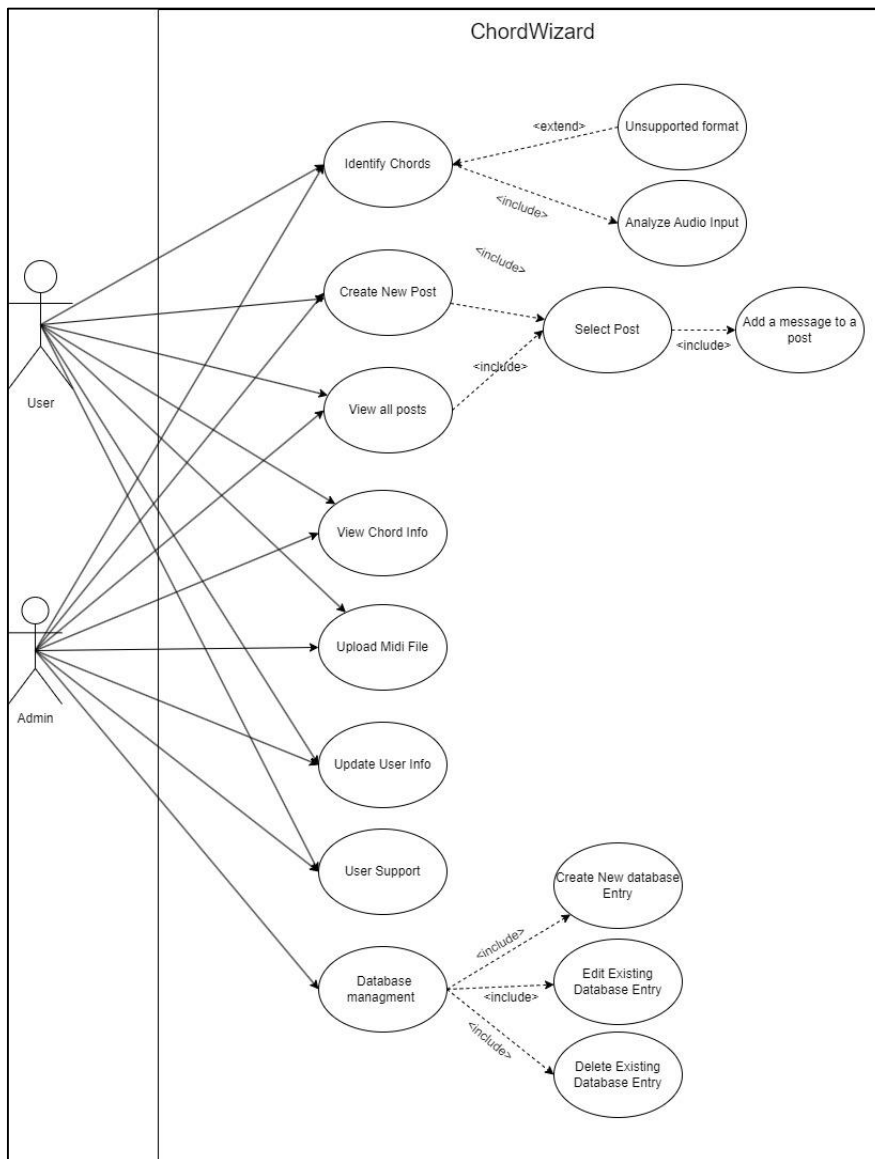 ChordWizard
Unsupported format
<extend>
Identify Chords
<include>
Analyze Audio Input
<include>
Create New Post
Select Post
Add a message to a
post
<include>
<include>
View all posts
User
View Chord Info
Upload Midi File
Admin
Update User Info
User Support
Create New database
Entry
<include>
Database
managment
Edit Existing
Database Entry
<include>
<include>
Delete Existing
Database Entry